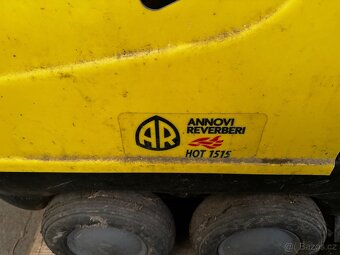 AR
ANNOVI
REVERBERI
HOT 1515
bazos.cz